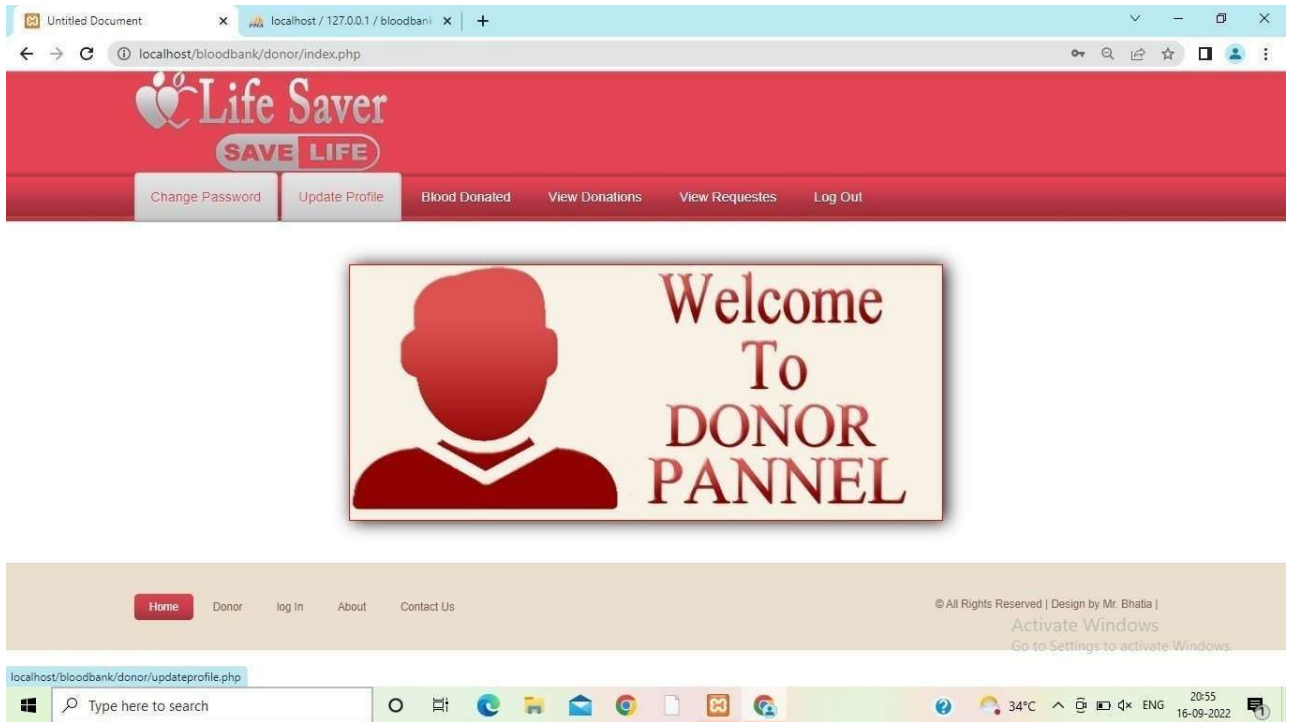 Untitled Document
localhost / 127.0.0.1 / bloodban
localhost/bloodbank/donor/index.php
Life Saver
SAVE LIFE
Change Password Update Profile Blood Donated View Donations View Requestes Log Out
Welcome
To
DONOR
PANNEL
Home Donor log In About Contact Us
© All Rights Reserved | Design by Mr. Bhatia |
Activate Windows
Go to Settings to activate Windows.
localhost/bloodbank/donor/updateprofile.php
Type here to search
34°C ENG 20:55
16-09-2022
1